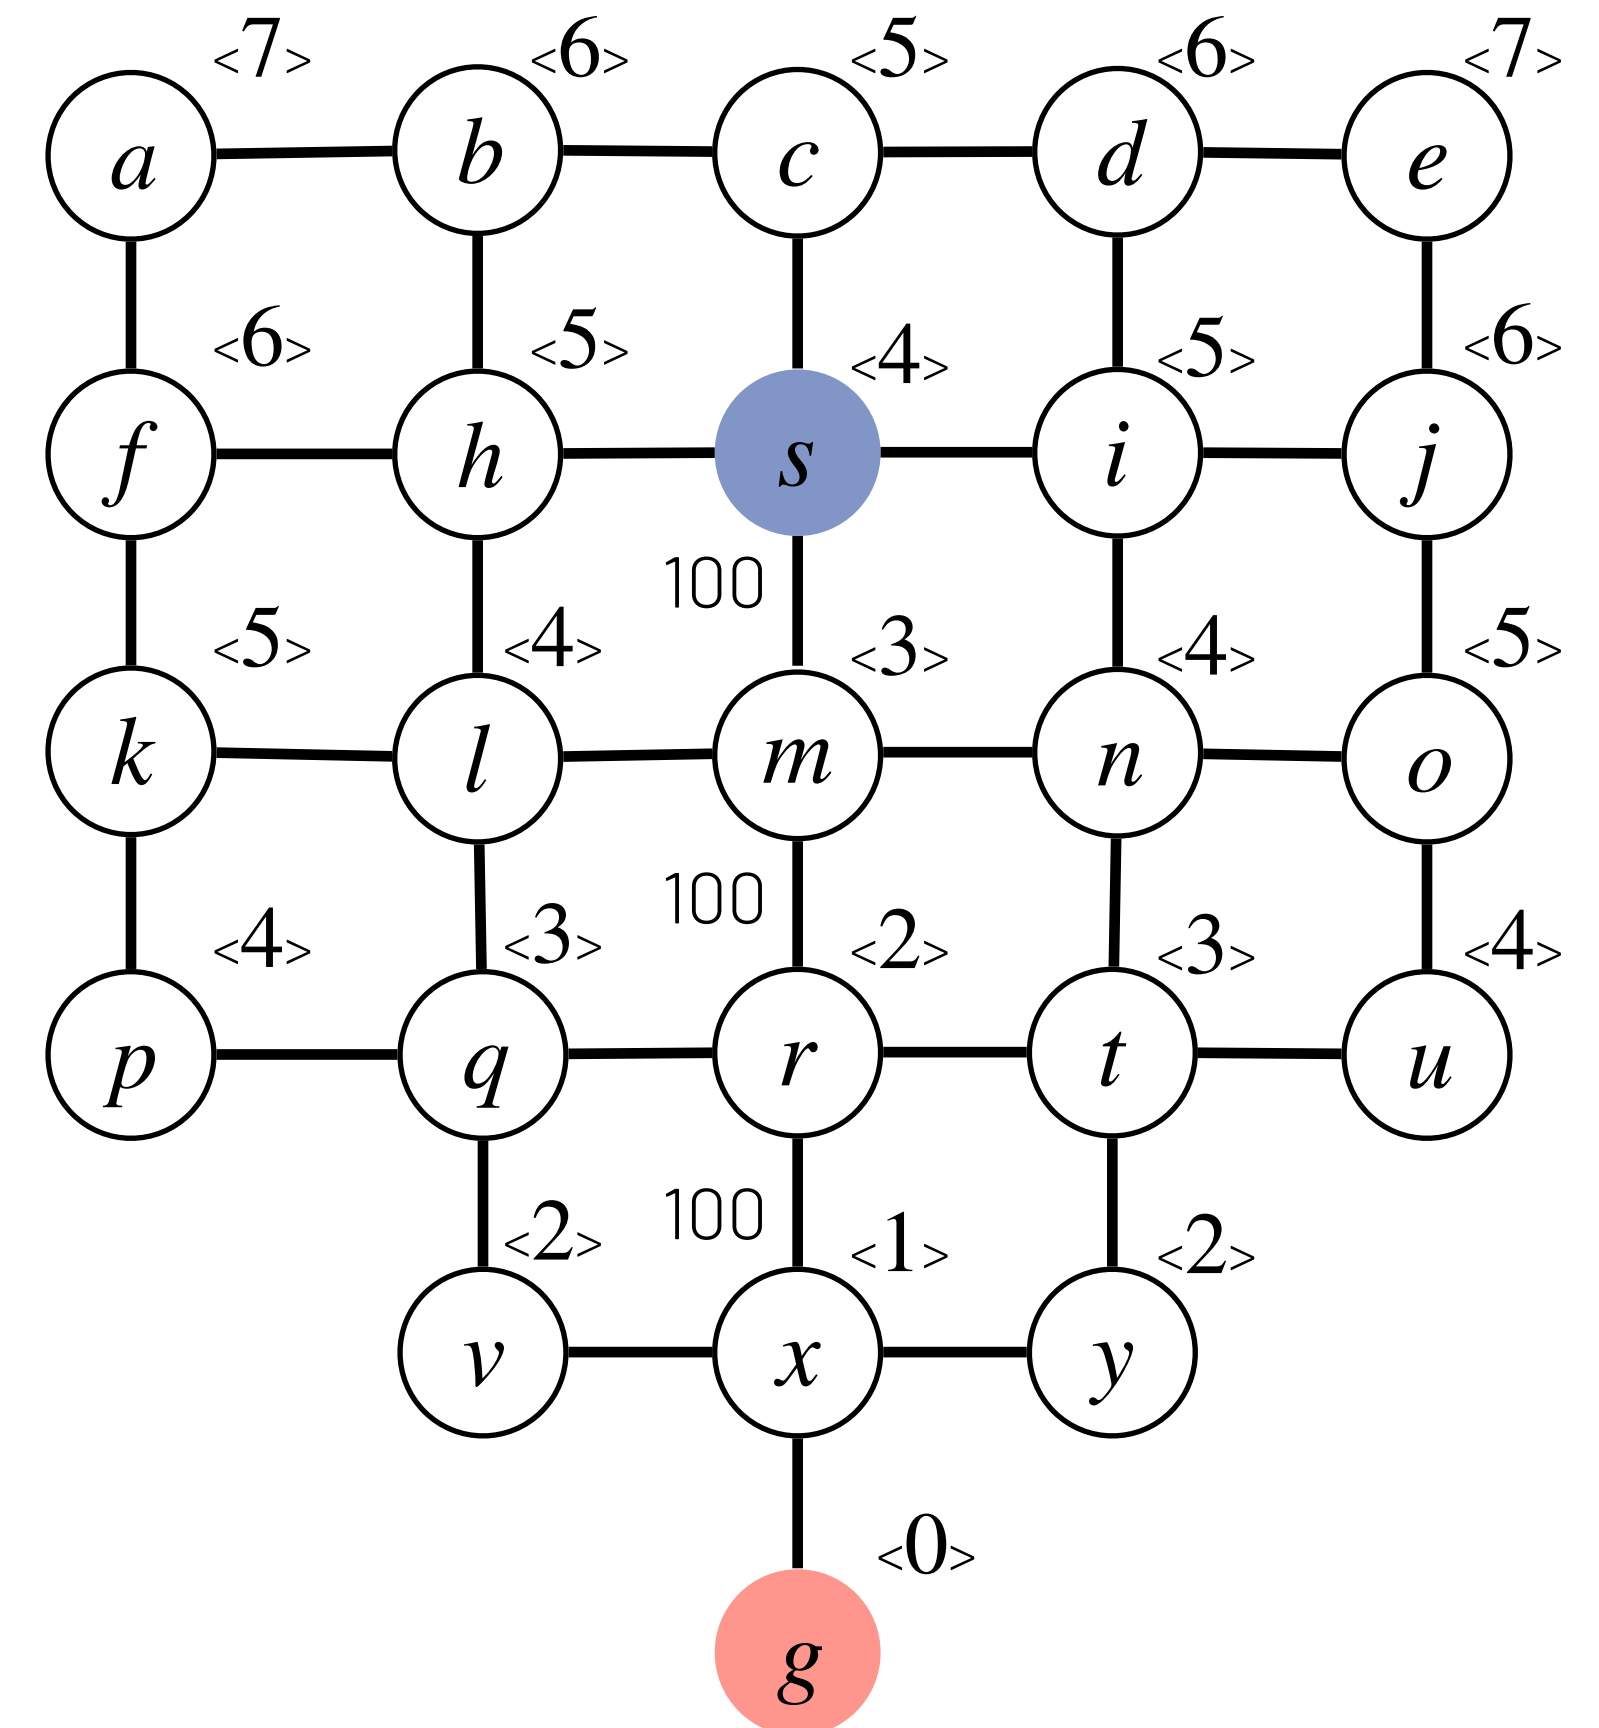 <7> <6> <5> <6> <7>
a b c d e
<6> <5> <4> <5> <6>
f h s i j
100
<5> <4> <3> <4> <5>
k l m n o
100
<4> <3> <2> <3> <4>
p q r t u
100
<2> <1> <2>
v x y
<0>
g